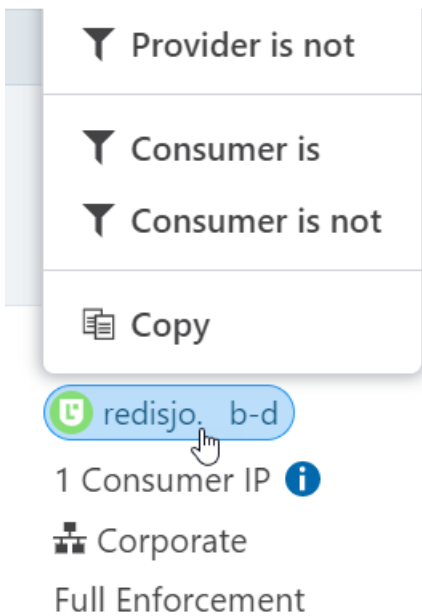 Provider is not
Consumer is
Consumer is not
Copy
redisjo. b-d
1 Consumer IP
Corporate
Full Enforcement